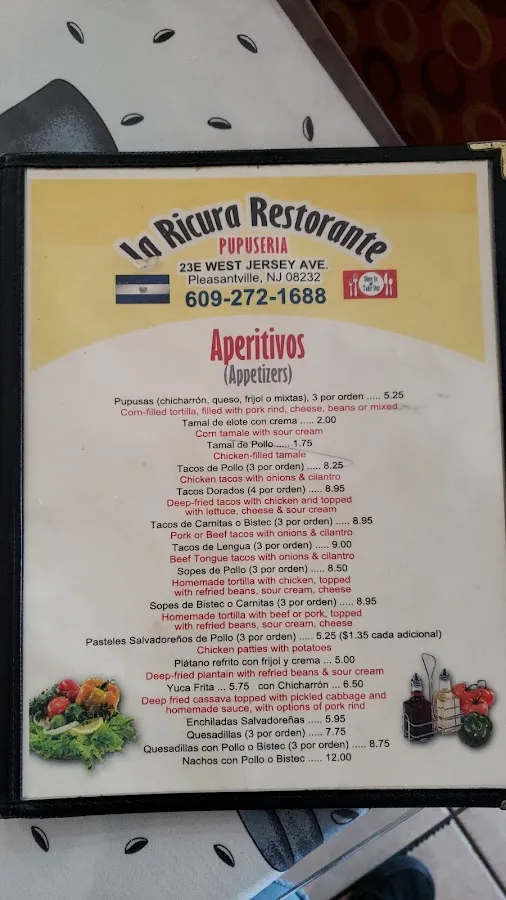 La Ricura Restorante
PUPUSERIA
23E WEST JERSEY AVE.
Pleasantville, NJ 08232
609-272-1688
Dine In
or
Take Out
Aperitivos
(Appetizers)
Pupusas (chicharrón, queso, frijol o mixtas), 3 por orden ..... 5.25
Corn-filled tortilla, filled with pork rind, cheese, beans or mixed
Tamal de elote con crema ..... 2.00
Corn tamale with sour cream
Tamal de Pollo ..... 1.75
Chicken-filled tamale
Tacos de Pollo (3 por orden) ..... 8.25
Chicken tacos with onions & cilantro
Tacos Dorados (4 por orden) ..... 8.95
Deep-fried tacos with chicken and topped
with lettuce, cheese & sour cream
Tacos de Carnitas o Bistec (3 por orden) ..... 8.95
Pork or Beef tacos with onions & cilantro
Tacos de Lengua (3 por orden) ..... 9.00
Beef Tongue tacos with onions & cilantro
Sopes de Pollo (3 por orden) ..... 8.50
Homemade tortilla with chicken, topped
with refried beans, sour cream, cheese
Sopes de Bistec o Carnitas (3 por orden) ..... 8.95
Homemade tortilla with beef or pork, topped
with refried beans, sour cream, cheese
Pasteles Salvadoreños de Pollo (3 por orden) ..... 5.25 ($1.35 cada adicional)
Chicken patties with potatoes
Plátano refrito con frijol y crema ... 5.00
Deep-fried plantain with refried beans & sour cream
Yuca Frita ... 5.75 con Chicharrón ... 6.50
Deep fried cassava topped with pickled cabbage and
homemade sauce, with options of pork rind
Enchiladas Salvadoreñas ..... 5.95
Quesadillas (3 por orden) ..... 7.75
Quesadillas con Pollo o Bistec (3 por orden) ..... 8.75
Nachos con Pollo o Bistec ..... 12.00